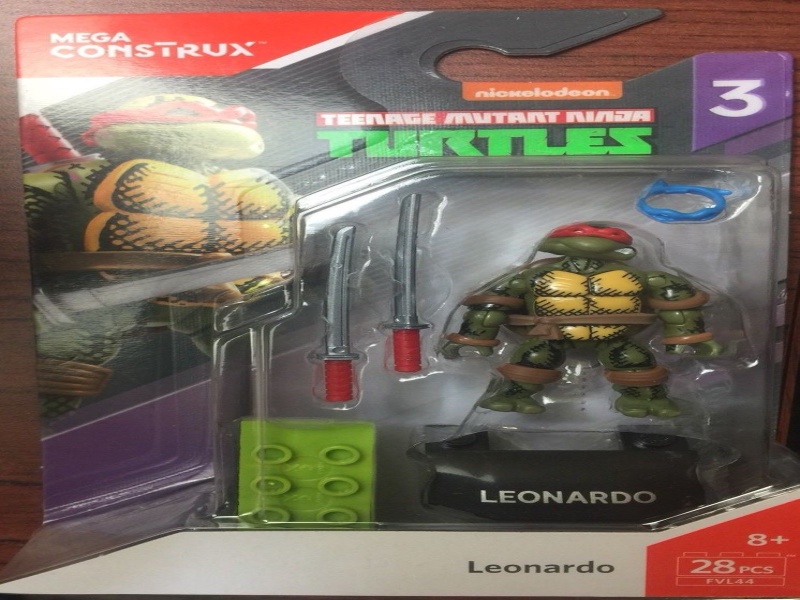 MEGA
CONSTRUX™
nickelodeon
3
TEENAGE MUTANT NINJA
TURTLES
LEONARDO
Leonardo
8+
28 PCS
FVL44